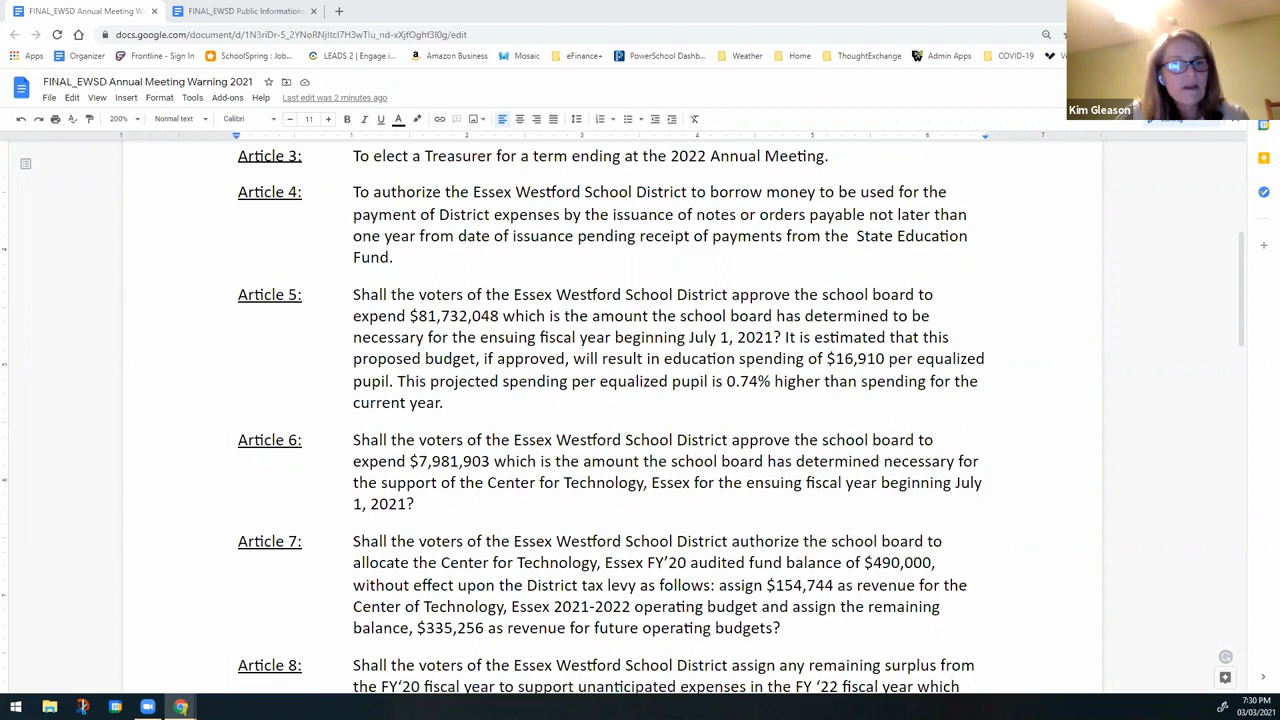 FINAL_EWSD Annual Meeting W
FINAL_EWSD Public Informationa
docs.google.com/document/d/
Apps
Organizer
Frontline - Sign In
SchoolSpring : Job...
LEADS 2 | Engage...
Amazon Business
Mosaic
eFinance+
PowerSchool Dashb...
Weather
Home
ThoughtExchange
Admin Apps
COVID-19
FINAL_EWSD Annual Meeting Warning 2021
File Edit View Insert Format Tools Add-ons Help Last edit was 2 minutes ago
Kim Gleason
200% Normal text Calibri 11
Article 3: To elect a Treasurer for a term ending at the 2022 Annual Meeting.
Article 4: To authorize the Essex Westford School District to borrow money to be used for the
payment of District expenses by the issuance of notes or orders payable not later than
one year from date of issuance pending receipt of payments from the State Education
Fund.
Article 5: Shall the voters of the Essex Westford School District approve the school board to
expend $81,732,048 which is the amount the school board has determined to be
necessary for the ensuing fiscal year beginning July 1, 2021? It is estimated that this
proposed budget, if approved, will result in education spending of $16,910 per equalized
pupil. This projected spending per equalized pupil is 0.74% higher than spending for the
current year.
Article 6: Shall the voters of the Essex Westford School District approve the school board to
expend $7,981,903 which is the amount the school board has determined necessary for
the support of the Center for Technology, Essex for the ensuing fiscal year beginning July
1, 2021?
Article 7: Shall the voters of the Essex Westford School District authorize the school board to
allocate the Center for Technology, Essex FY'20 audited fund balance of $490,000,
without effect upon the District tax levy as follows: assign $154,744 as revenue for the
Center of Technology, Essex 2021-2022 operating budget and assign the remaining
balance, $335,256 as revenue for future operating budgets?
Article 8: Shall the voters of the Essex Westford School District assign any remaining surplus from
the FY'20 fiscal year to support unanticipated expenses in the FY '22 fiscal year which
7:30 PM
03/03/2021